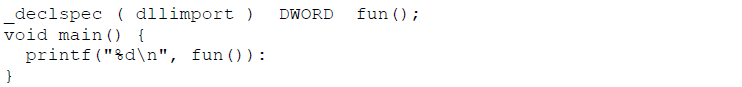 _declspec ( dllimport )  DWORD  fun();
void main() {
  printf("%d\n", fun()):
}